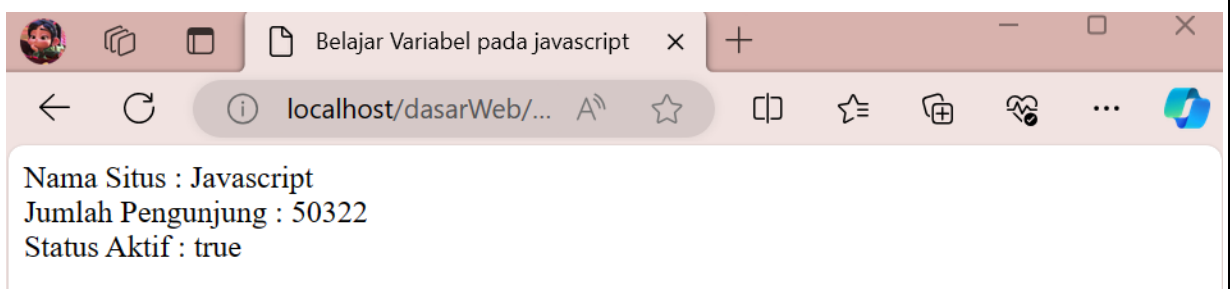 Belajar Variabel pada javascript
localhost/dasarWeb/...
Nama Situs : Javascript
Jumlah Pengunjung : 50322
Status Aktif : true